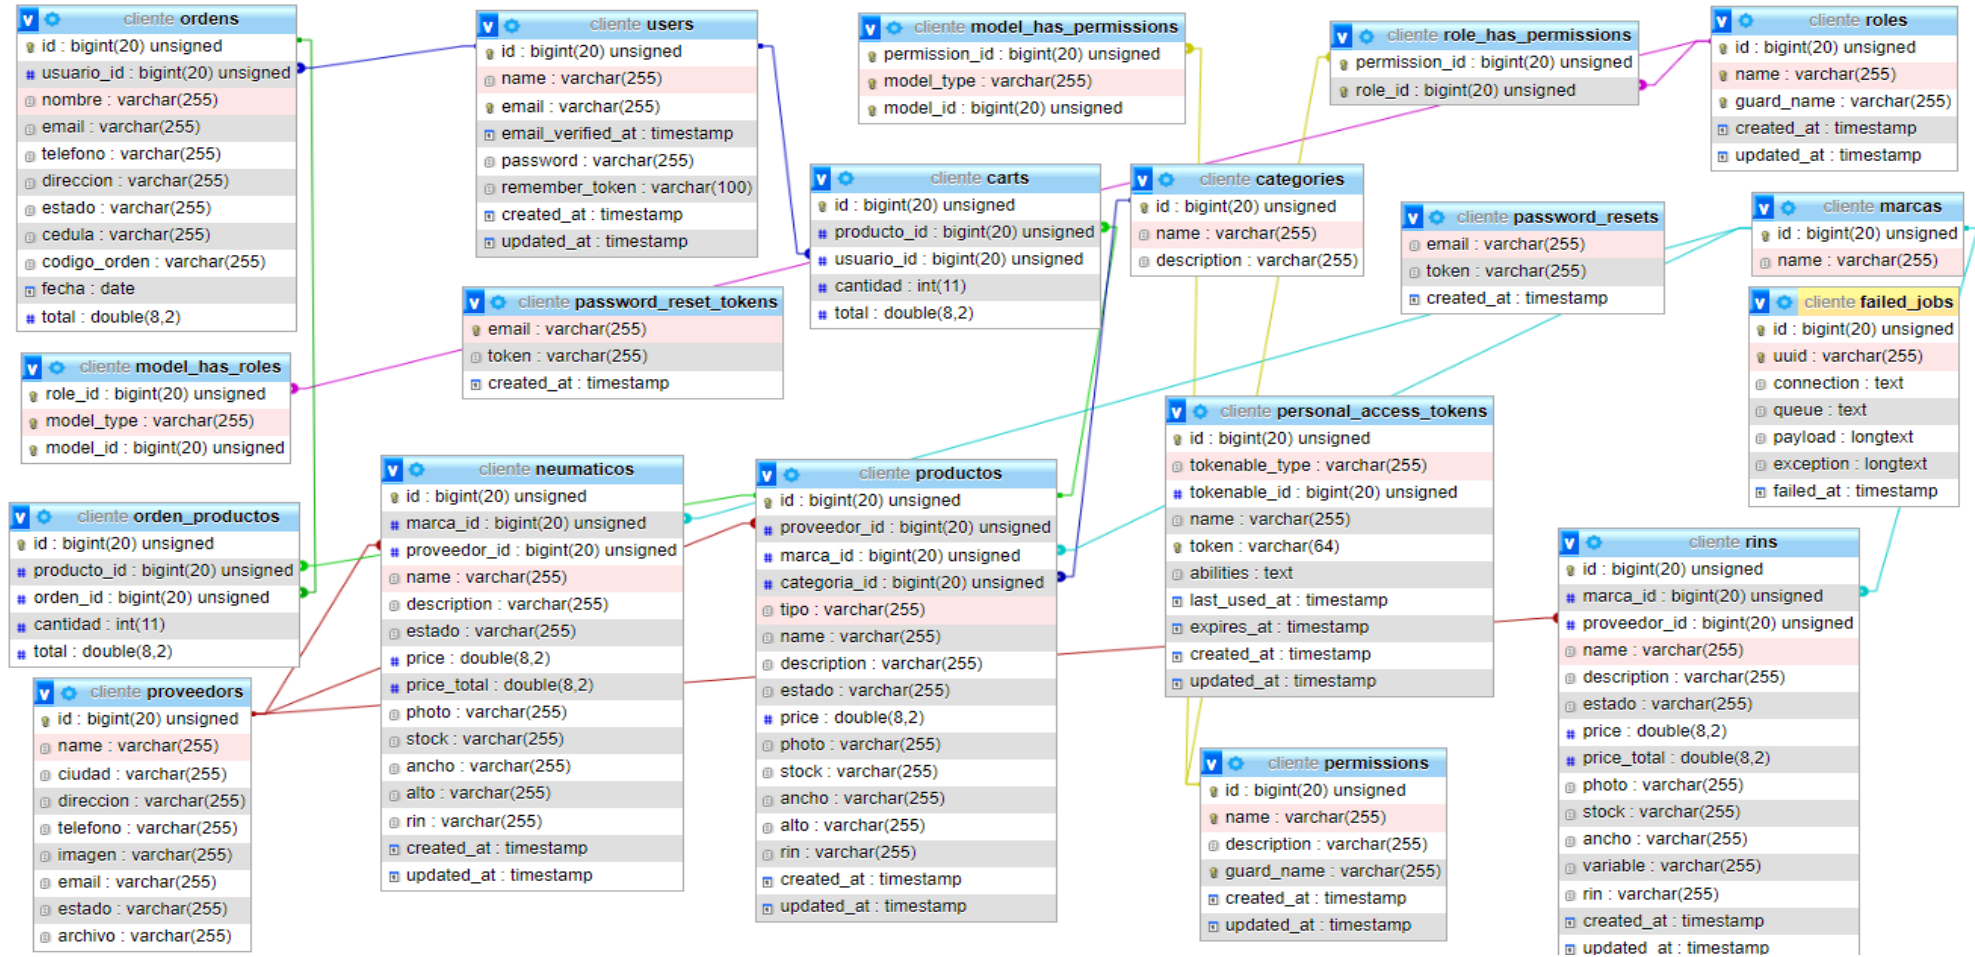 cliente ordens
id : bigint(20) unsigned
usuario_id : bigint(20) unsigned
nombre : varchar(255)
email : varchar(255)
telefono : varchar(255)
direccion : varchar(255)
estado : varchar(255)
cedula : varchar(255)
codigo_orden : varchar(255)
fecha : date
total : double(8,2)
cliente users
id : bigint(20) unsigned
name : varchar(255)
email : varchar(255)
email_verified_at : timestamp
password : varchar(255)
remember_token : varchar(100)
created_at : timestamp
updated_at : timestamp
cliente model_has_permissions
permission_id : bigint(20) unsigned
model_type : varchar(255)
model_id : bigint(20) unsigned
cliente role_has_permissions
permission_id : bigint(20) unsigned
role_id : bigint(20) unsigned
cliente roles
id : bigint(20) unsigned
name : varchar(255)
guard_name : varchar(255)
created_at : timestamp
updated_at : timestamp
cliente carts
id : bigint(20) unsigned
producto_id : bigint(20) unsigned
usuario_id : bigint(20) unsigned
cantidad : int(11)
total : double(8,2)
cliente categories
id : bigint(20) unsigned
name : varchar(255)
description : varchar(255)
cliente password_resets
email : varchar(255)
token : varchar(255)
created_at : timestamp
cliente marcas
id : bigint(20) unsigned
name : varchar(255)
cliente password_reset_tokens
email : varchar(255)
token : varchar(255)
created_at : timestamp
cliente failed_jobs
id : bigint(20) unsigned
uuid : varchar(255)
connection : text
queue : text
payload : longtext
exception : longtext
failed_at : timestamp
cliente model_has_roles
role_id : bigint(20) unsigned
model_type : varchar(255)
model_id : bigint(20) unsigned
cliente neumaticos
id : bigint(20) unsigned
marca_id : bigint(20) unsigned
proveedor_id : bigint(20) unsigned
name : varchar(255)
description : varchar(255)
estado : varchar(255)
price : double(8,2)
price_total : double(8,2)
photo : varchar(255)
stock : varchar(255)
ancho : varchar(255)
alto : varchar(255)
rin : varchar(255)
created_at : timestamp
updated_at : timestamp
cliente productos
id : bigint(20) unsigned
proveedor_id : bigint(20) unsigned
marca_id : bigint(20) unsigned
categoria_id : bigint(20) unsigned
tipo : varchar(255)
name : varchar(255)
description : varchar(255)
estado : varchar(255)
price : double(8,2)
photo : varchar(255)
stock : varchar(255)
ancho : varchar(255)
alto : varchar(255)
rin : varchar(255)
created_at : timestamp
updated_at : timestamp
cliente personal_access_tokens
id : bigint(20) unsigned
tokenable_type : varchar(255)
tokenable_id : bigint(20) unsigned
name : varchar(255)
token : varchar(64)
abilities : text
last_used_at : timestamp
expires_at : timestamp
created_at : timestamp
updated_at : timestamp
cliente orden_productos
id : bigint(20) unsigned
producto_id : bigint(20) unsigned
orden_id : bigint(20) unsigned
cantidad : int(11)
total : double(8,2)
cliente rins
id : bigint(20) unsigned
marca_id : bigint(20) unsigned
proveedor_id : bigint(20) unsigned
name : varchar(255)
description : varchar(255)
estado : varchar(255)
price : double(8,2)
price_total : double(8,2)
photo : varchar(255)
stock : varchar(255)
ancho : varchar(255)
variable : varchar(255)
rin : varchar(255)
created_at : timestamp
updated_at : timestamp
cliente proveedors
id : bigint(20) unsigned
name : varchar(255)
ciudad : varchar(255)
direccion : varchar(255)
telefono : varchar(255)
imagen : varchar(255)
email : varchar(255)
estado : varchar(255)
archivo : varchar(255)
cliente permissions
id : bigint(20) unsigned
name : varchar(255)
description : varchar(255)
guard_name : varchar(255)
created_at : timestamp
updated_at : timestamp